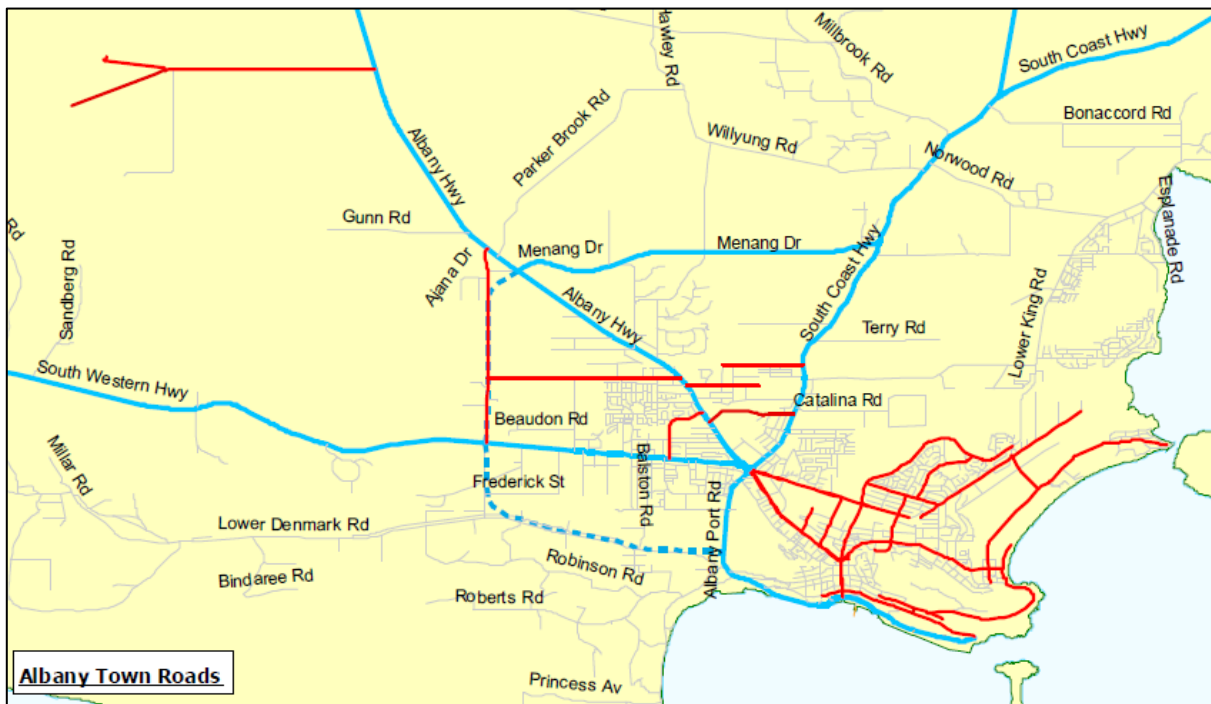 Hawley Rd
Millbrook Rd
South Coast Hwy
Bonaccord Rd
Parker Brook Rd
Willyung Rd
Norwood Rd
Albany Hwy
Gunn Rd
Esplanade Rd
Rd
Sandberg Rd
Ajana Dr
Menang Dr
Menang Dr
South Coast Hwy
Albany Hwy
Terry Rd
Lower King Rd
South Western Hwy
Beaudon Rd
Catalina Rd
Millar Rd
Frederick St
Balston Rd
Albany Port Rd
Lower Denmark Rd
Bindaree Rd
Robinson Rd
Roberts Rd
Albany Town Roads
Princess Av